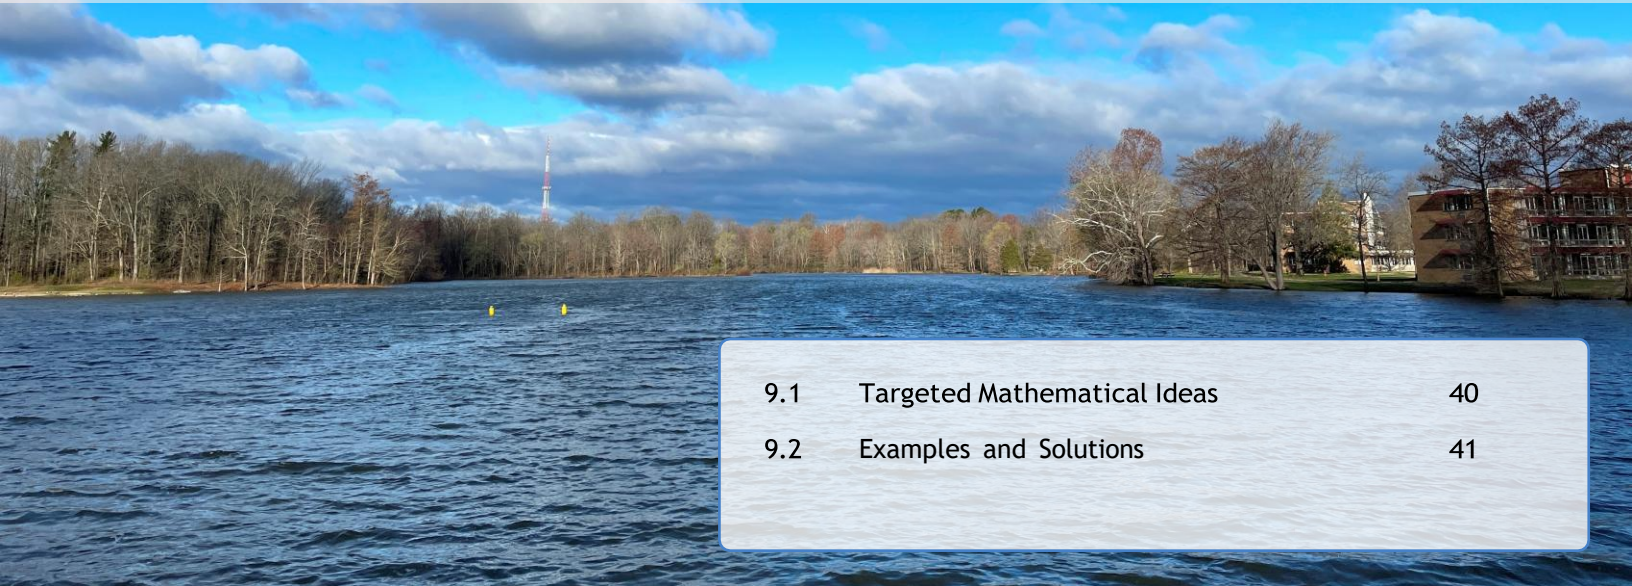 9.1 Targeted Mathematical Ideas 40
9.2 Examples and Solutions 41